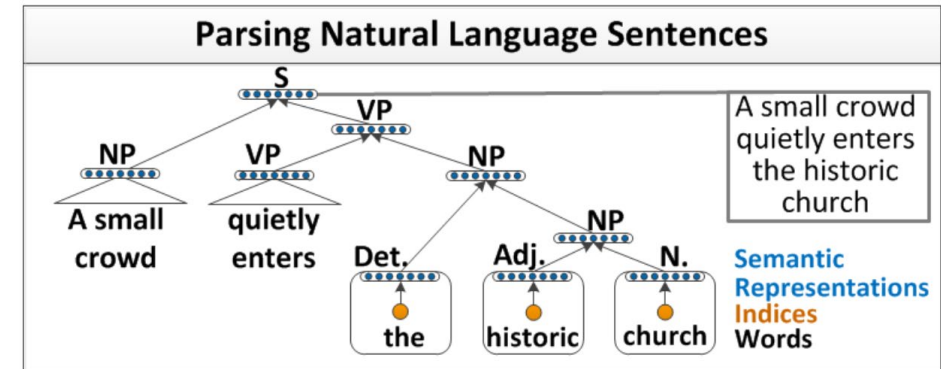 Parsing Natural Language Sentences
S
VP
NP
VP
NP
A small
crowd
quietly
enters
NP
Det.
Adj.
N.
the
historic
church
A small crowd
quietly enters
the historic
church
Semantic
Representations
Indices
Words